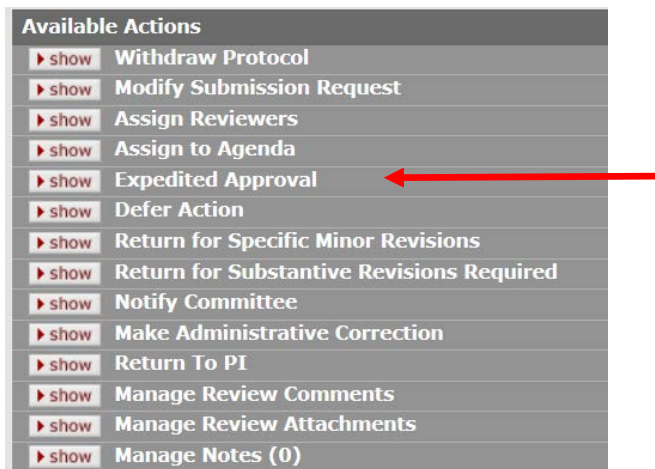 Available Actions
show Withdraw Protocol
show Modify Submission Request
show Assign Reviewers
show Assign to Agenda
show Expedited Approval
show Defer Action
show Return for Specific Minor Revisions
show Return for Substantive Revisions Required
show Notify Committee
show Make Administrative Correction
show Return To PI
show Manage Review Comments
show Manage Review Attachments
show Manage Notes (0)